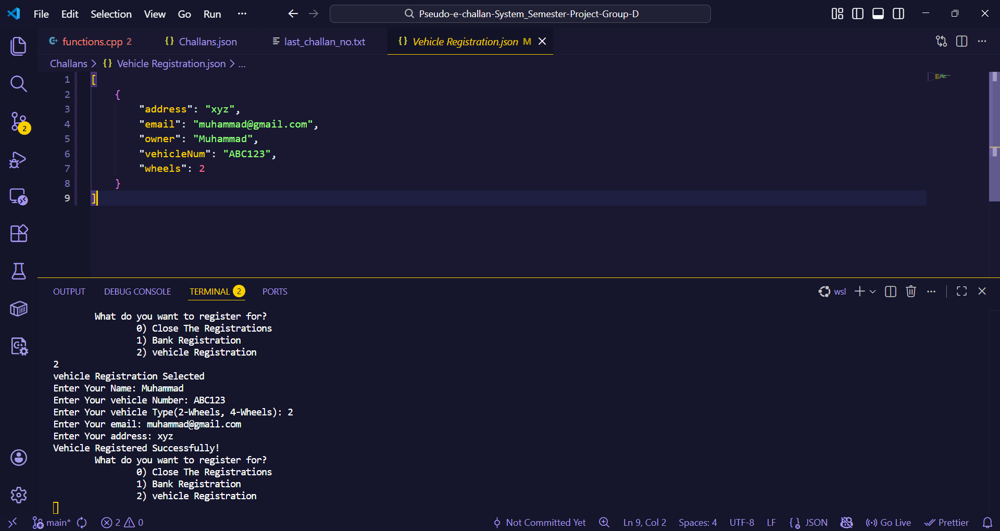 File Edit Selection View Go Run ···
Pseudo-e-challan-System_Semester-Project-Group-D
functions.cpp 2
Challans.json
last_challan_no.txt
Vehicle Registration.json M
Challans > {} Vehicle Registration.json > ...
1 [
2 {
3 "address": "xyz",
4 "email": "muhammad@gmail.com",
5 "owner": "Muhammad",
6 "vehicleNum": "ABC123",
7 "wheels": 2
8 }
9 ]
2
OUTPUT DEBUG CONSOLE TERMINAL 2 PORTS
wsl
What do you want to register for?
0) Close The Registrations
1) Bank Registration
2) vehicle Registration
2
vehicle Registration Selected
Enter Your Name: Muhammad
Enter Your vehicle Number: ABC123
Enter Your vehicle Type(2-Wheels, 4-Wheels): 2
Enter Your email: muhammad@gmail.com
Enter Your address: xyz
Vehicle Registered Successfully!
What do you want to register for?
0) Close The Registrations
1) Bank Registration
2) vehicle Registration
main* 2 0 Not Committed Yet Ln 9, Col 2 Spaces: 4 UTF-8 LF {} JSON Go Live Prettier